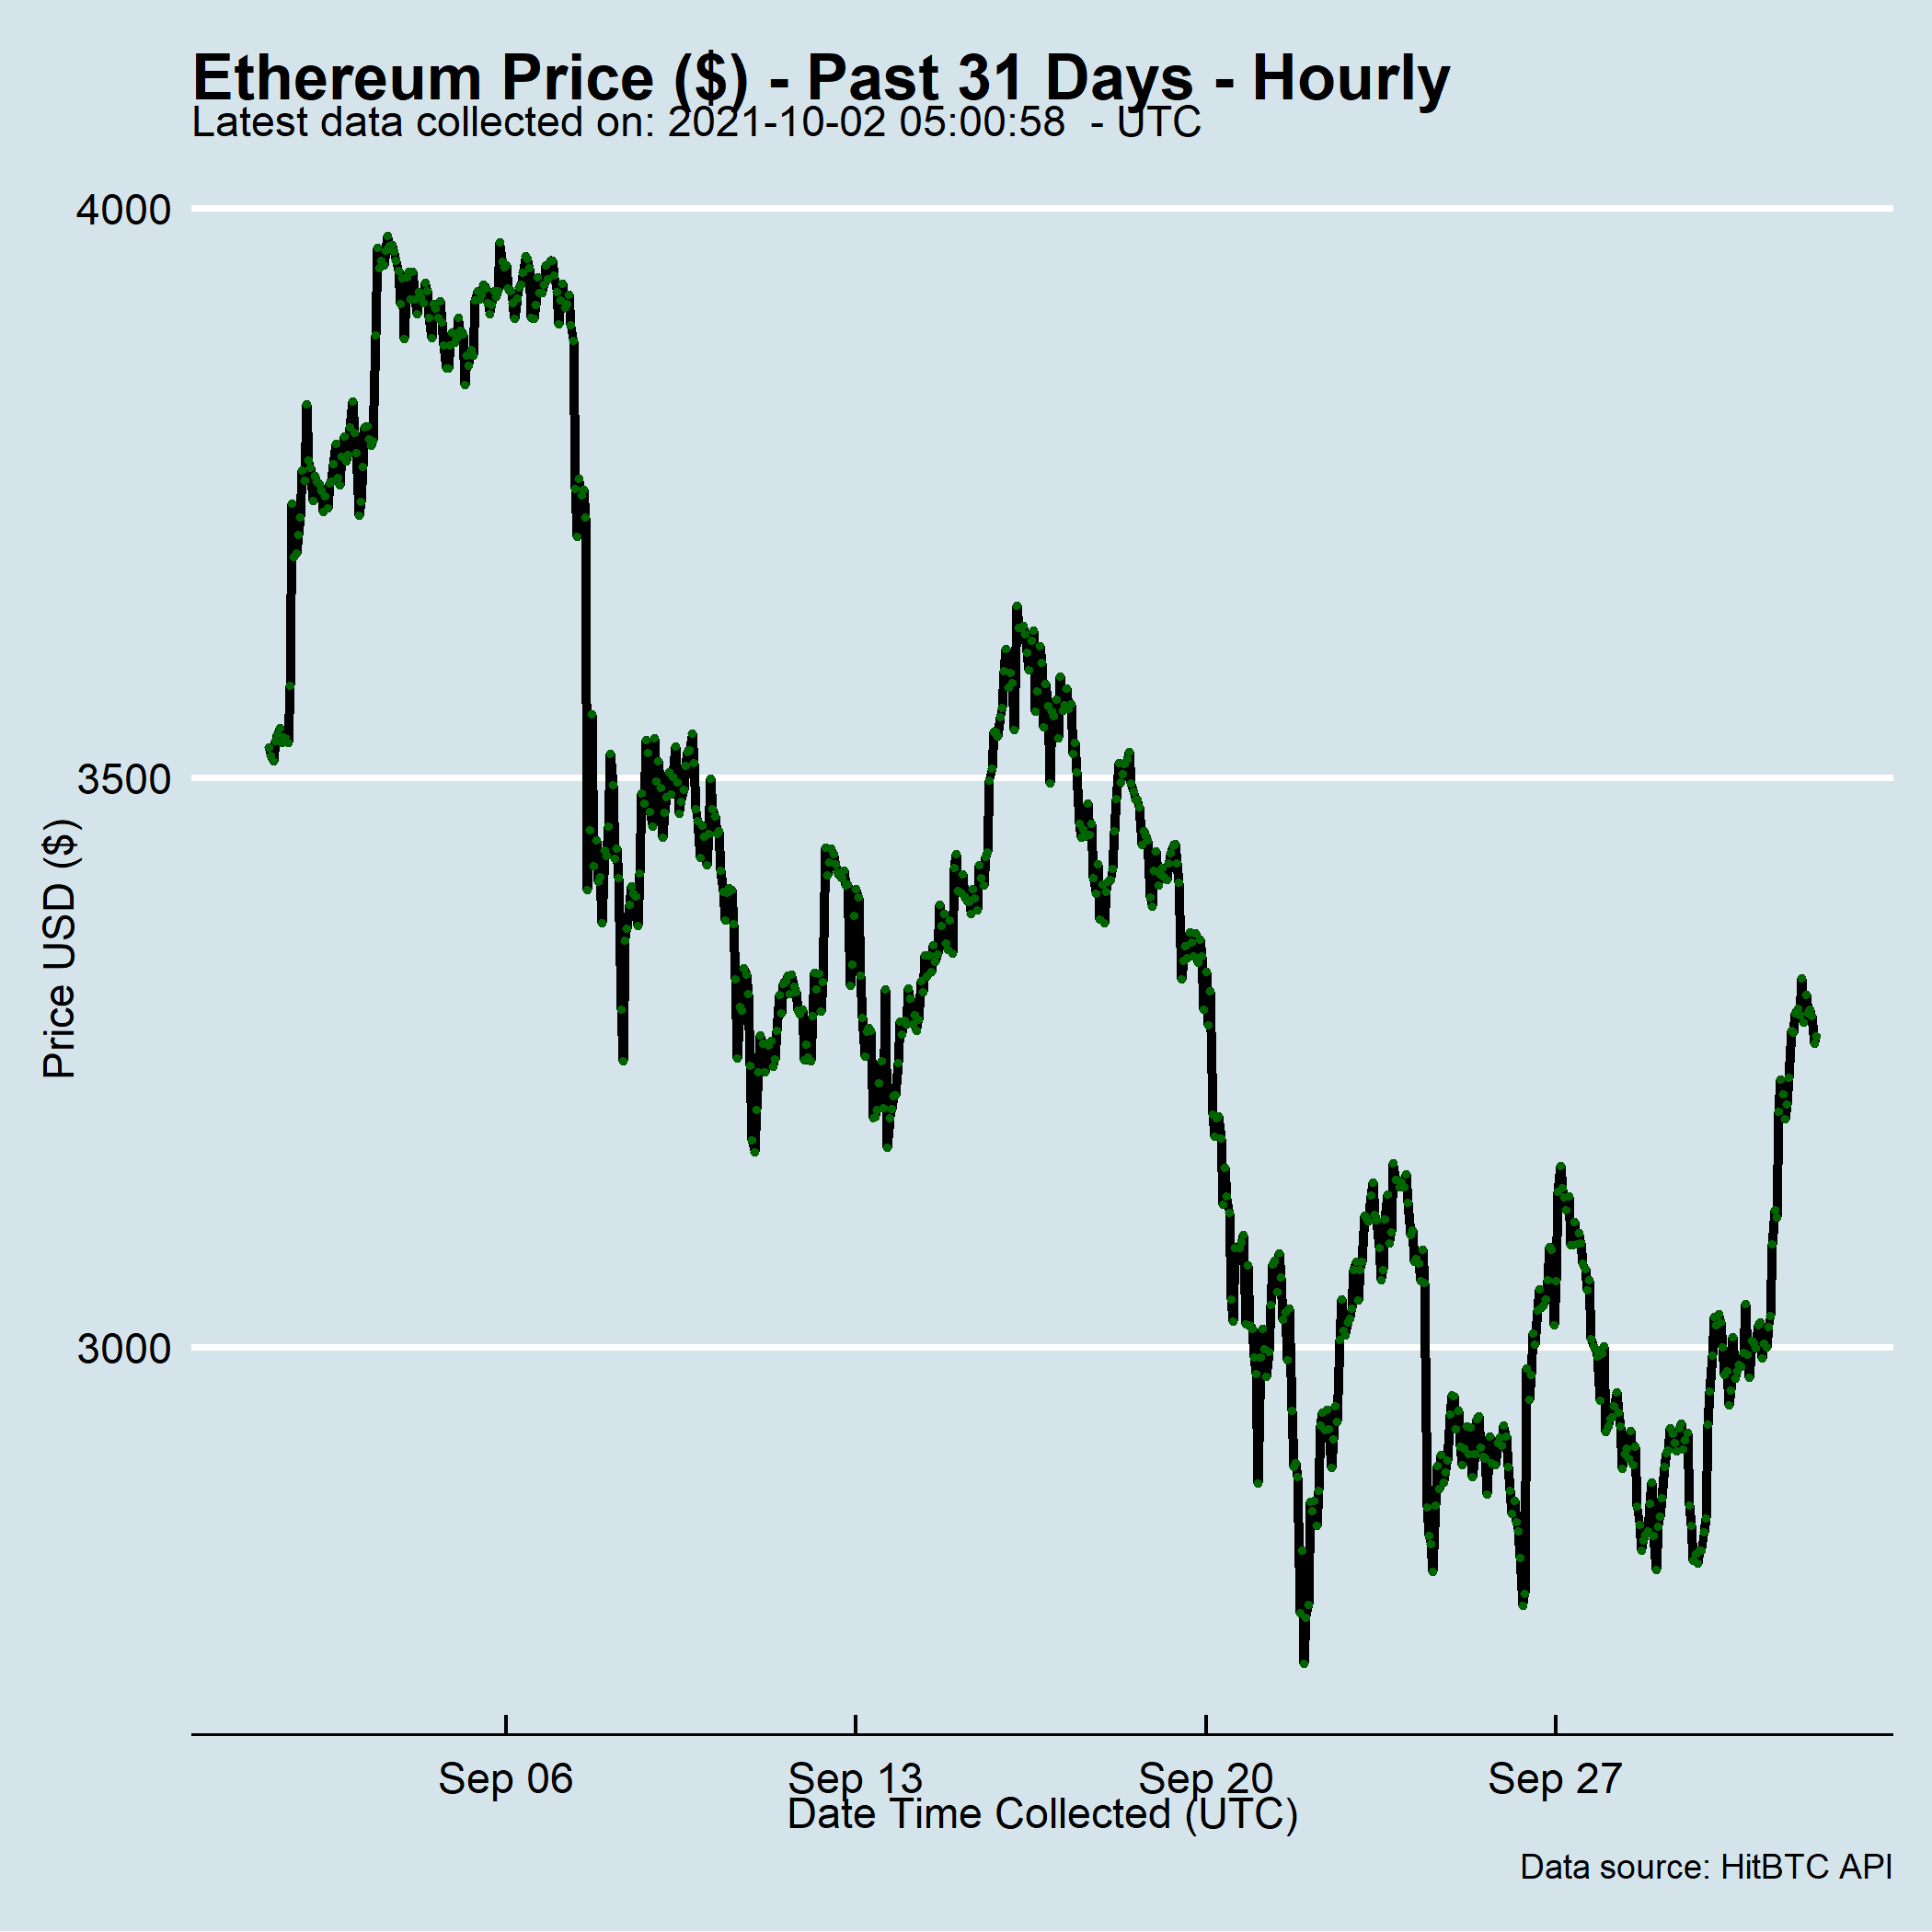 Ethereum Price ($) - Past 31 Days - Hourly
Latest data collected on: 2021-10-02 05:00:58  - UTC
4000
3500
3000
Price USD ($)
Sep 06
Sep 13
Sep 20
Sep 27
Date Time Collected (UTC)
Data source: HitBTC API